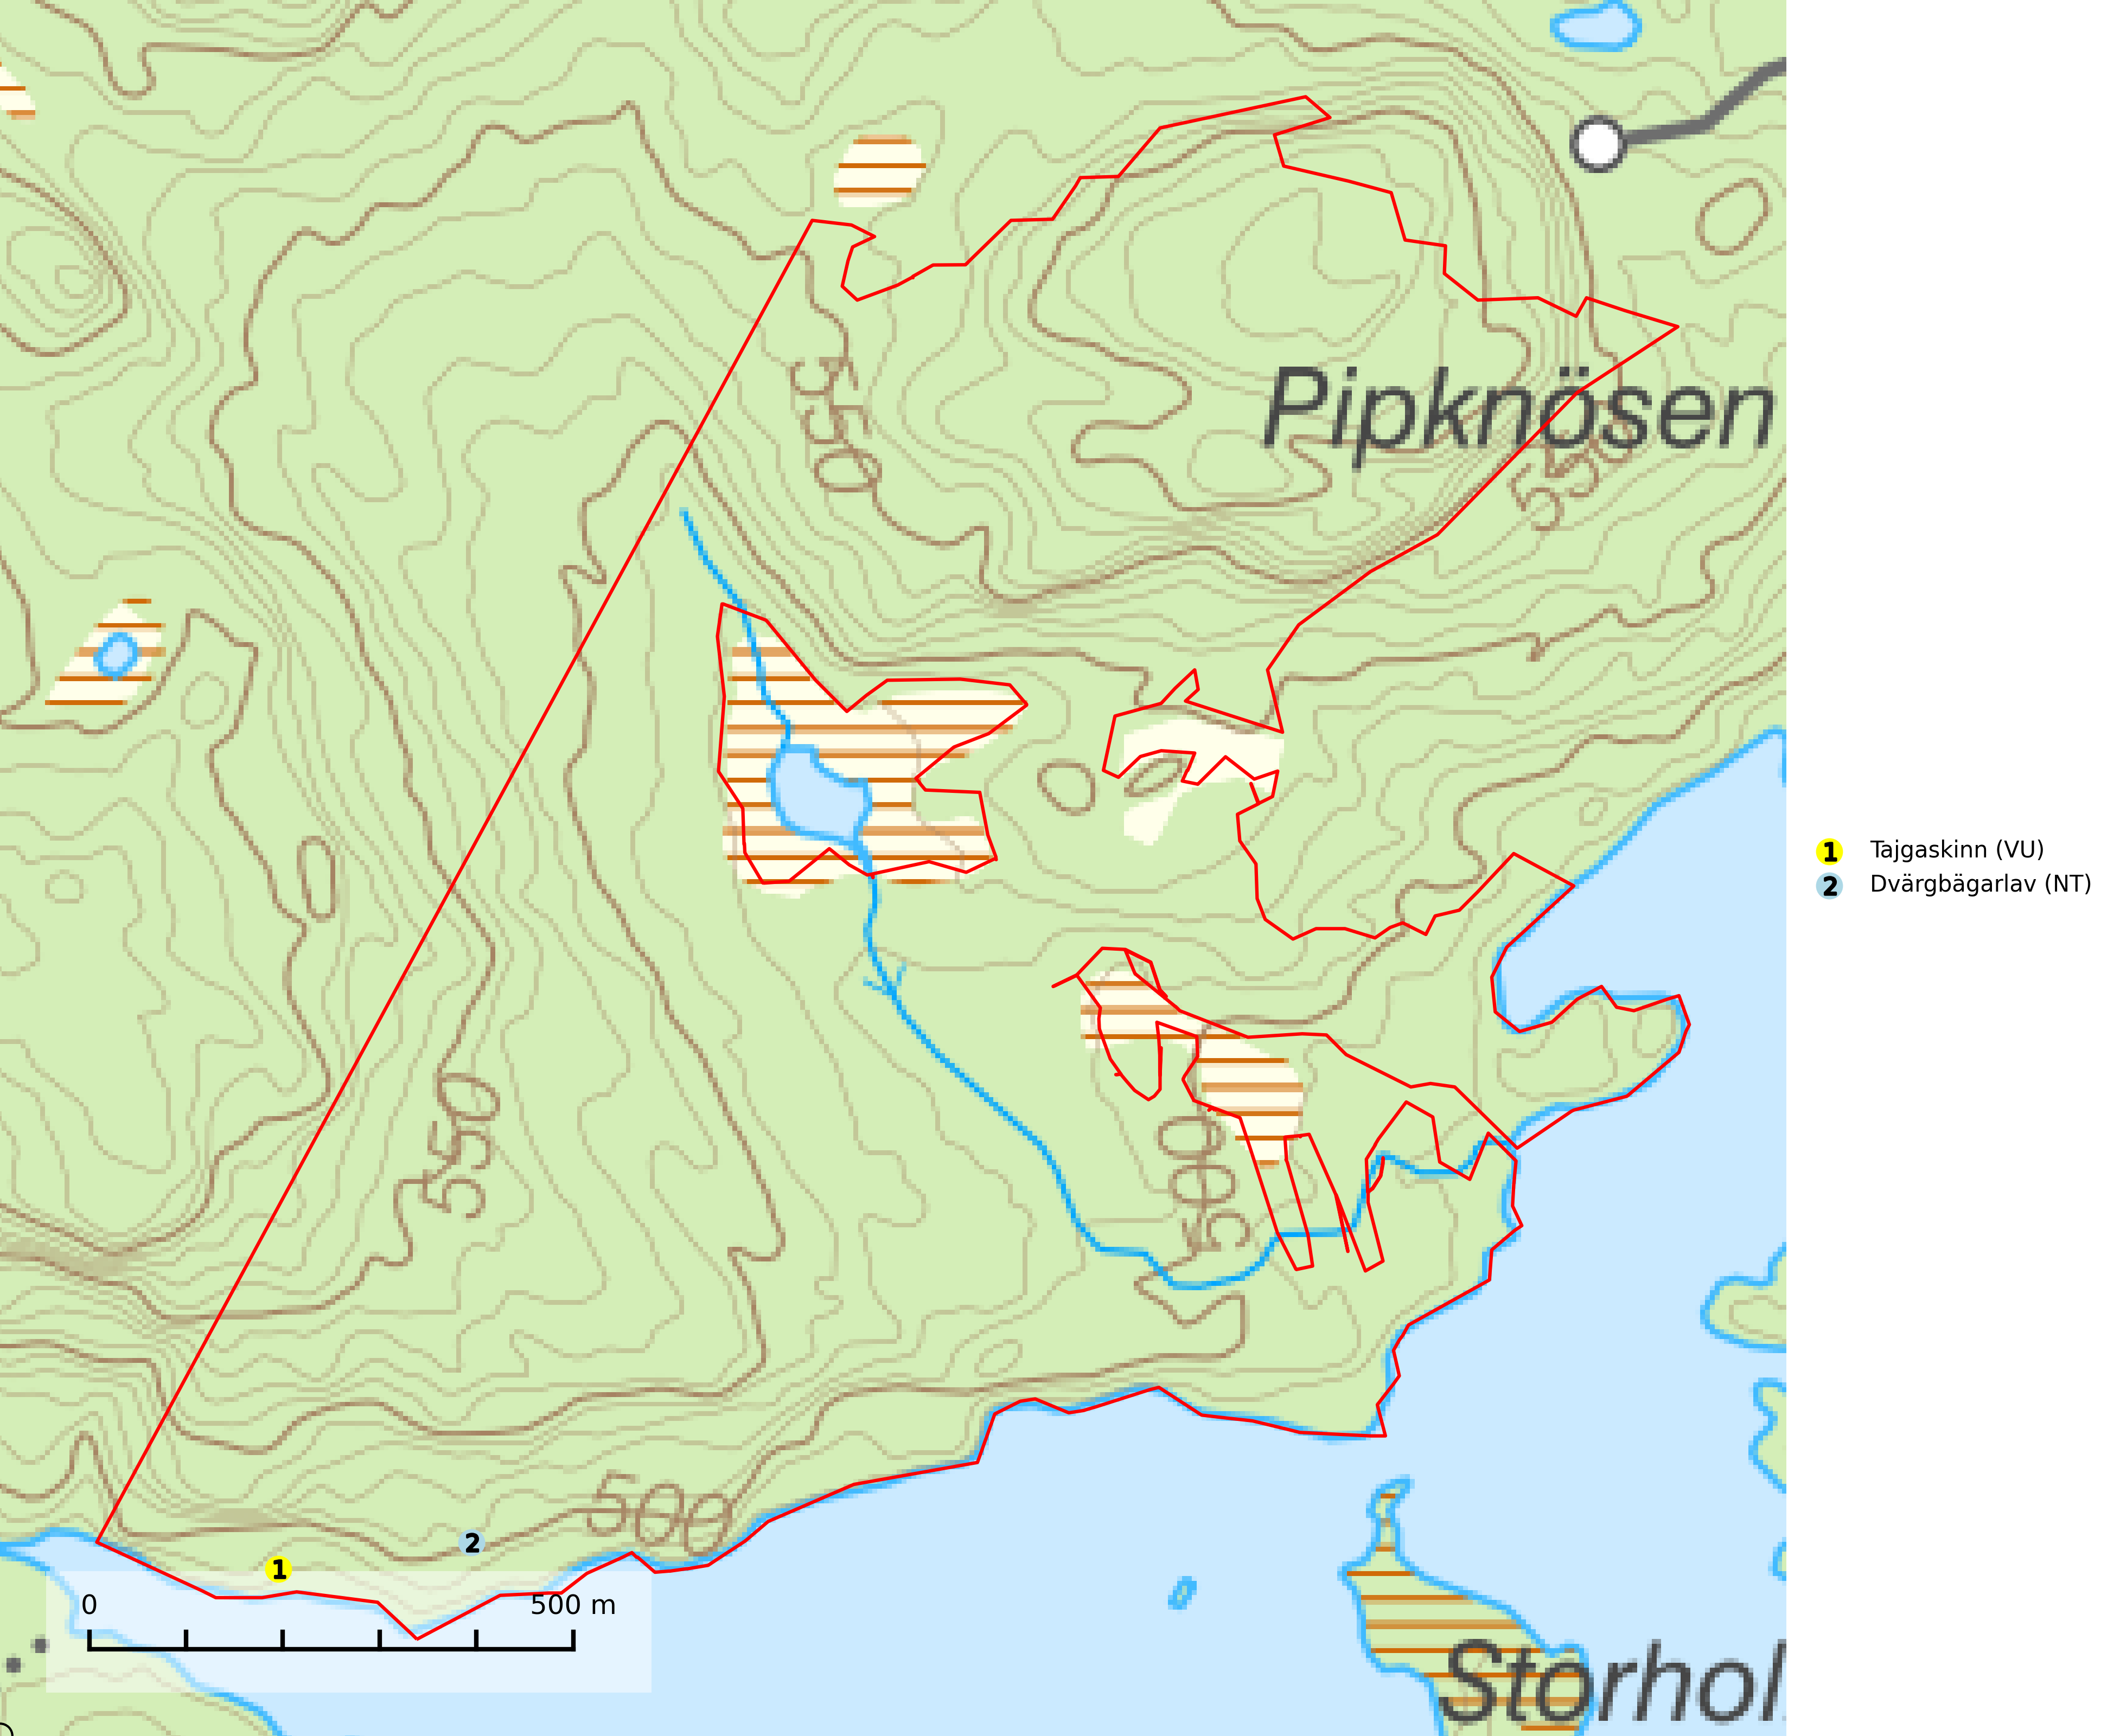 550
Pipknösen
550
1 Tajgaskinn (VU)
2 Dvärgbägarlav (NT)
550
500
500
2
1
0 500 m
Storhol